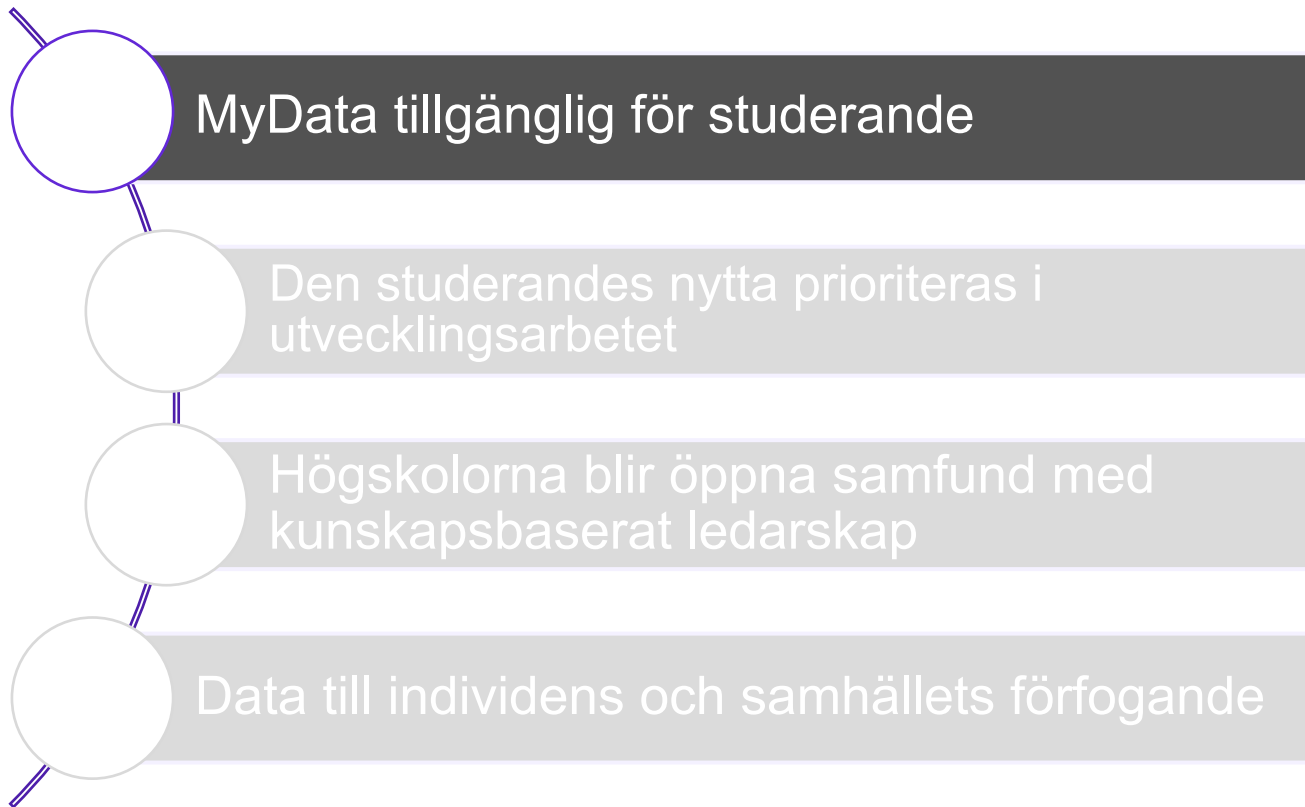 MyData tillgänglig för studerande
Den studerandes nytta prioriteras i
utvecklingsarbetet
Högskolorna blir öppna samfund med
kunskapsbaserat ledarskap
Data till individens och samhällets förfogande